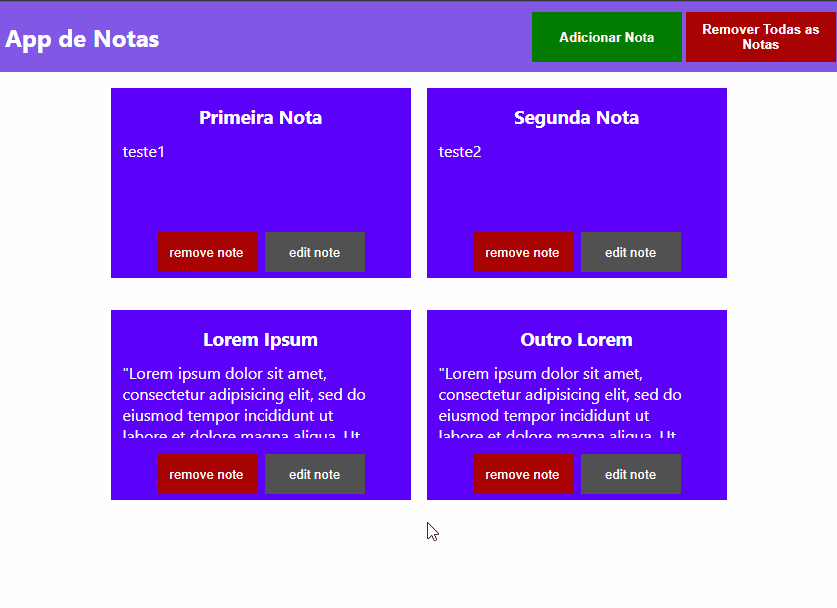 App de Notas
Adicionar Nota
Remover Todas as
Notas
Primeira Nota
teste1
remove note
edit note
Segunda Nota
teste2
remove note
edit note
Lorem Ipsum
"Lorem ipsum dolor sit amet,
consectetur adipisicing elit, sed do
eiusmod tempor incididunt ut
labore et dolore magna aliqua. Ut
remove note
edit note
Outro Lorem
"Lorem ipsum dolor sit amet,
consectetur adipisicing elit, sed do
eiusmod tempor incididunt ut
labore et dolore magna aliqua. Ut
remove note
edit note